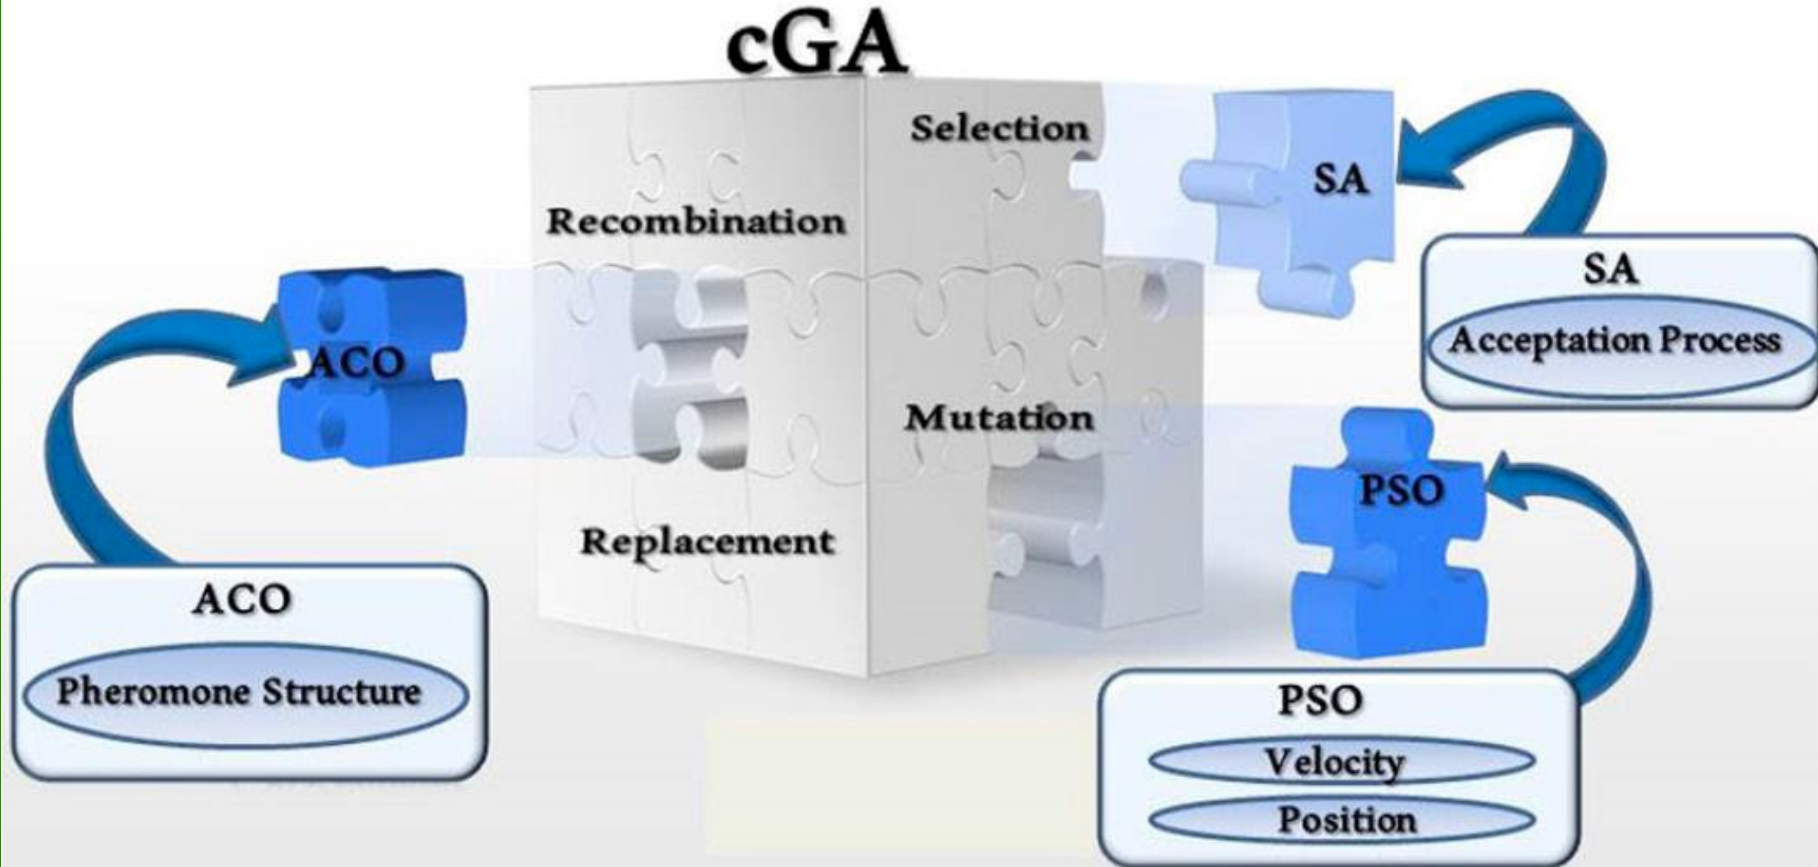 cGA
Selection
SA
Recombination
SA
Acceptation Process
ACO
Mutation
PSO
Replacement
ACO
Pheromone Structure
PSO
Velocity
Position